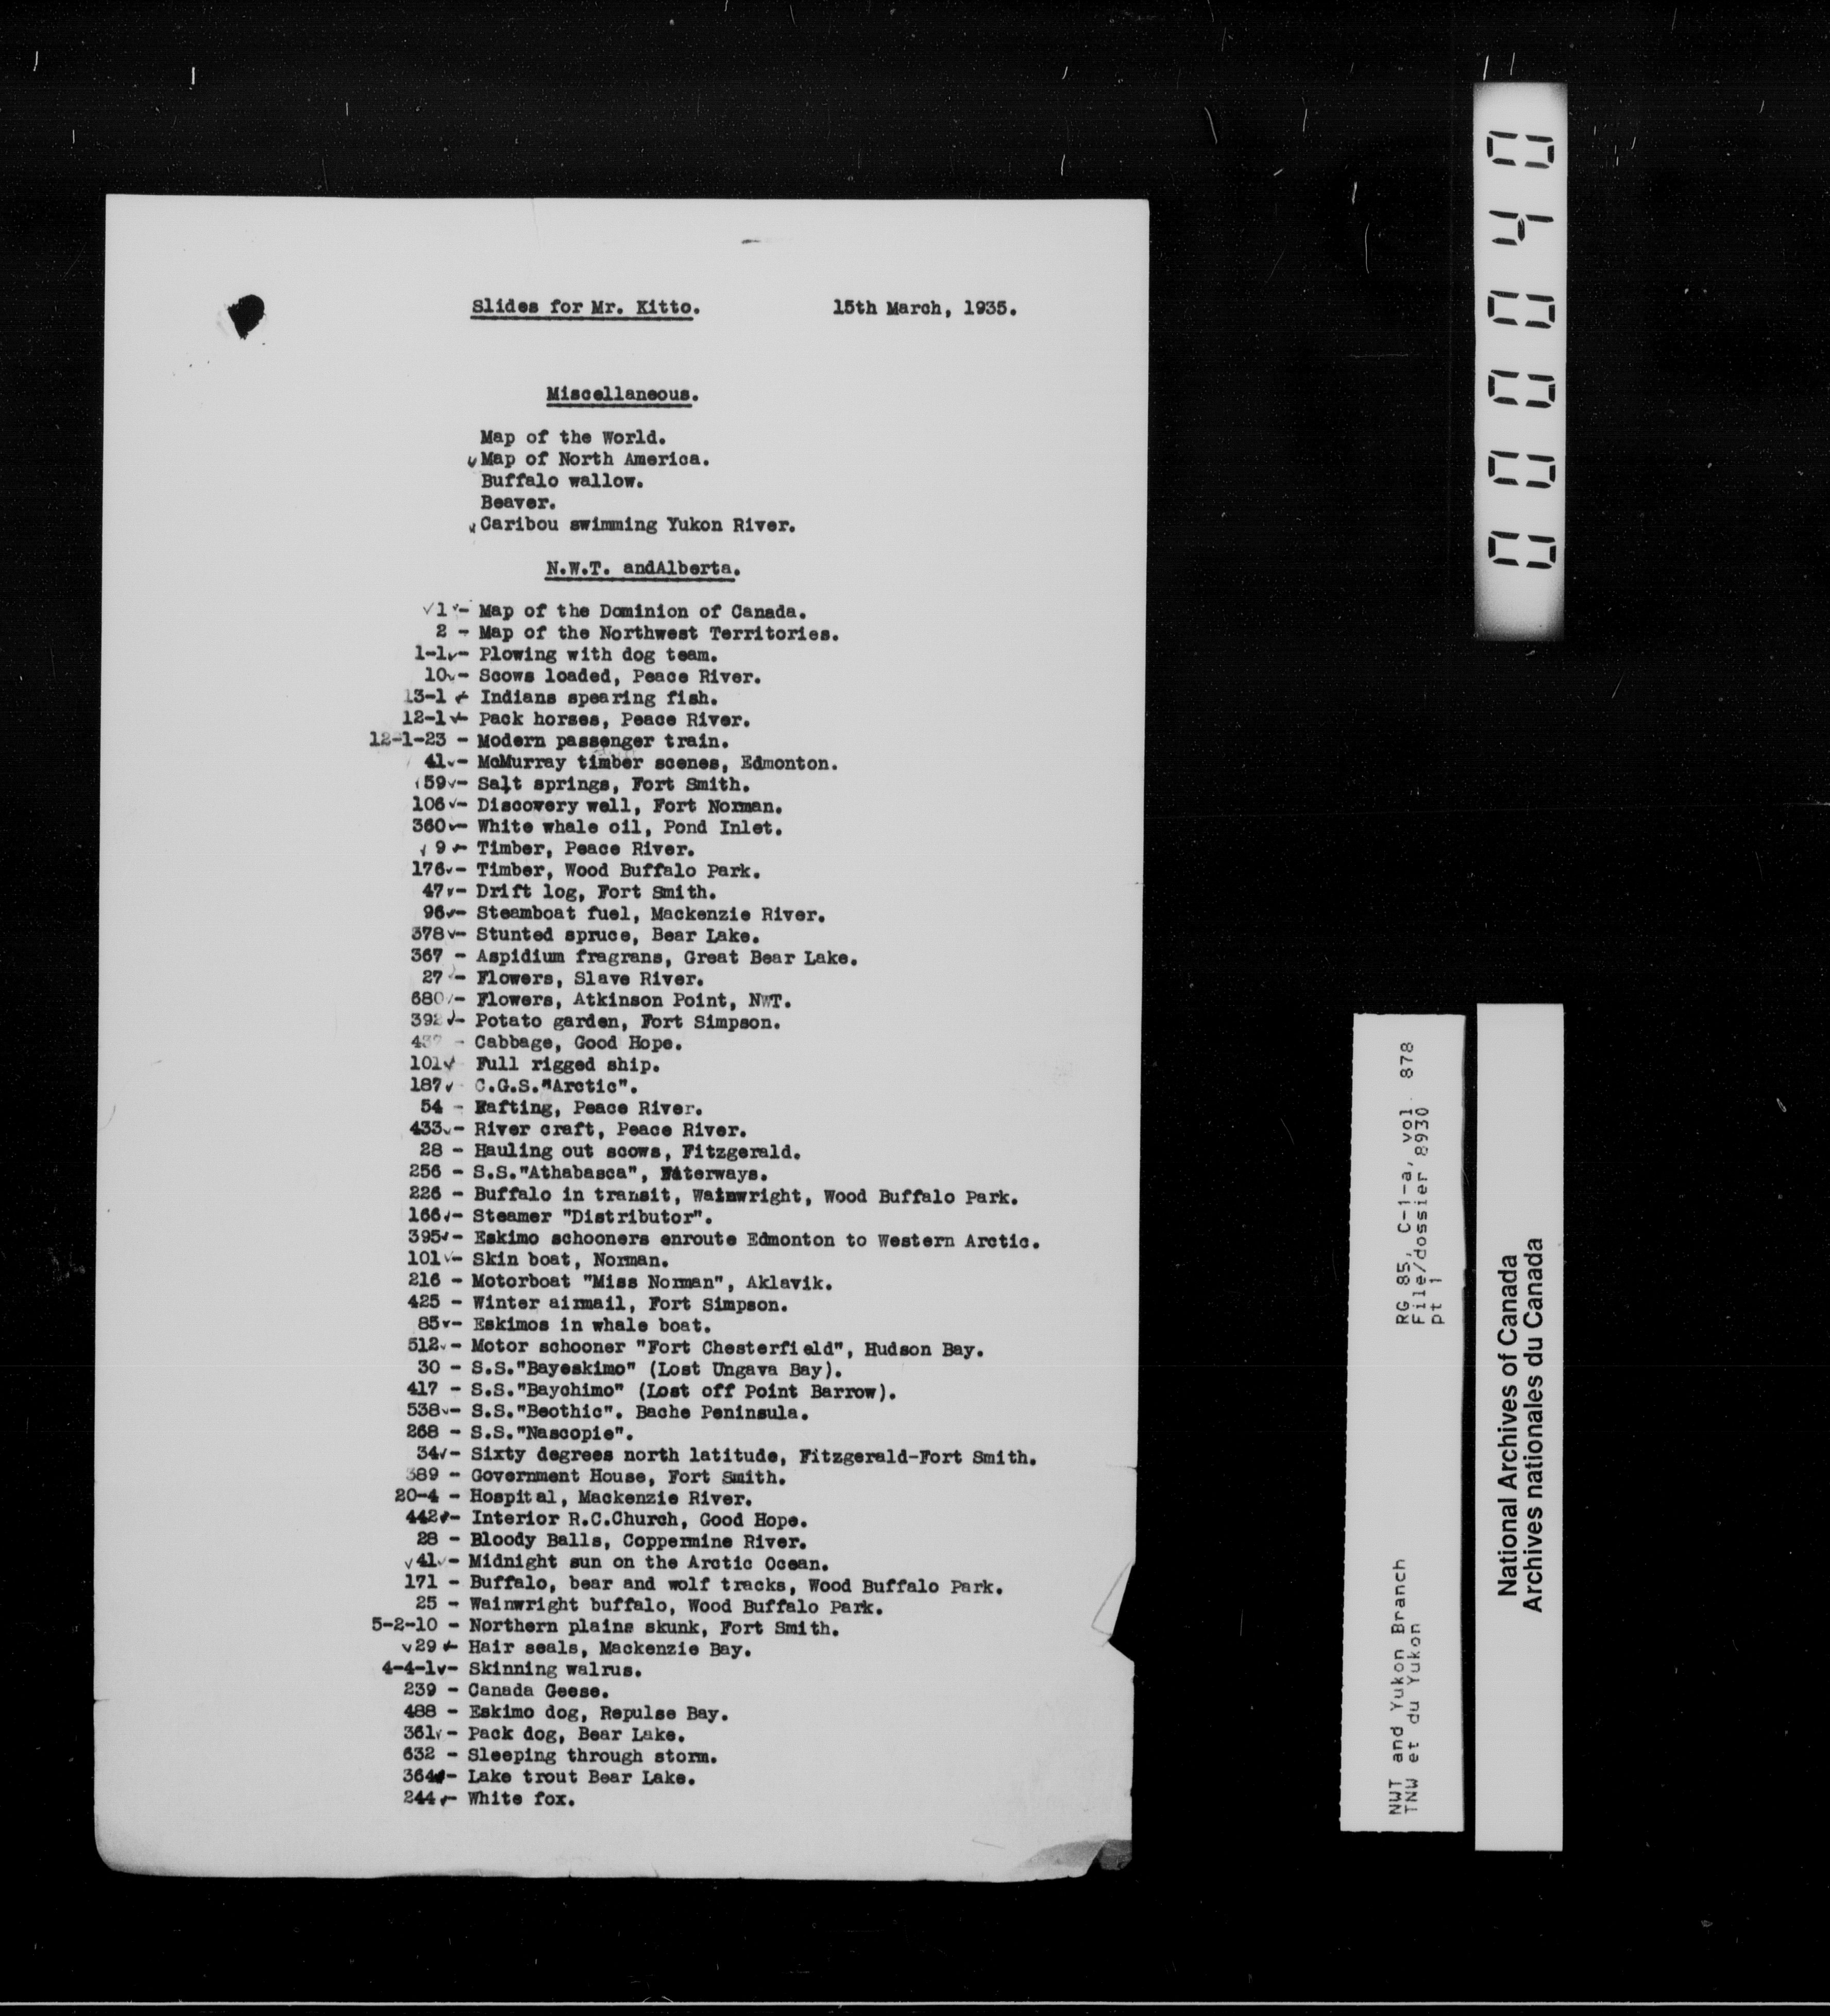 Slides for Mr. Kitto. 15th March, 1935.
Miscellaneous.
Map of the World.
✓Map of North America.
Buffalo wallow.
Beaver.
✓Caribou swimming Yukon River.
N.W.T. andAlberta.
✓1✓- Map of the Dominion of Canada.
2 - Map of the Northwest Territories.
1-1✓- Plowing with dog team.
10✓- Scows loaded, Peace River.
13-1 ✓- Indians spearing fish.
12-1✓- Pack horses, Peace River.
12-1-23 - Modern passenger train.
41✓- McMurray timber scenes, Edmonton.
59✓- Salt springs, Fort Smith.
106✓- Discovery well, Fort Norman.
360✓- White whale oil, Pond Inlet.
✓9✓- Timber, Peace River.
176✓- Timber, Wood Buffalo Park.
47✓- Drift log, Fort Smith.
96✓- Steamboat fuel, Mackenzie River.
378✓- Stunted spruce, Bear Lake.
367 - Aspidium fragrans, Great Bear Lake.
27✓- Flowers, Slave River.
680✓- Flowers, Atkinson Point, NWT.
392✓- Potato garden, Fort Simpson.
- Cabbage, Good Hope.
101✓ Full rigged ship.
187✓- C.G.S."Arctic".
54 - Rafting, Peace River.
433✓- River craft, Peace River.
28 - Hauling out scows, Fitzgerald.
256 - S.S."Athabasca", Waterways.
226 - Buffalo in transit, Wainwright, Wood Buffalo Park.
166✓- Steamer "Distributor".
395✓- Eskimo schooners enroute Edmonton to Western Arctic.
101✓- Skin boat, Norman.
216 - Motorboat "Miss Norman", Aklavik.
425 - Winter airmail, Fort Simpson.
85✓- Eskimos in whale boat.
512✓- Motor schooner "Fort Chesterfield", Hudson Bay.
30 - S.S."Bayeskimo" (Lost Ungava Bay).
417 - S.S."Baychimo" (Lost off Point Barrow).
538✓- S.S."Beothic". Bache Peninsula.
268 - S.S."Nascopie".
34✓- Sixty degrees north latitude, Fitzgerald-Fort Smith.
389 - Government House, Fort Smith.
20-4 - Hospital, Mackenzie River.
442✓- Interior R.C.Church, Good Hope.
28 - Bloody Balls, Coppermine River.
✓41✓- Midnight sun on the Arctic Ocean.
171 - Buffalo, bear and wolf tracks, Wood Buffalo Park.
25 - Wainwright buffalo, Wood Buffalo Park.
5-2-10 - Northern plains skunk, Fort Smith.
✓29✓- Hair seals, Mackenzie Bay.
4-4-1✓- Skinning walrus.
239 - Canada Geese.
488 - Eskimo dog, Repulse Bay.
361✓- Pack dog, Bear Lake.
632 - Sleeping through storm.
364✓- Lake trout Bear Lake.
244✓- White fox.
000040
NWT and Yukon Branch RG 85, C-1-a, vol. 878
TNW et du Yukon File/dossier 8930
pt 1
National Archives of Canada
Archives nationales du Canada